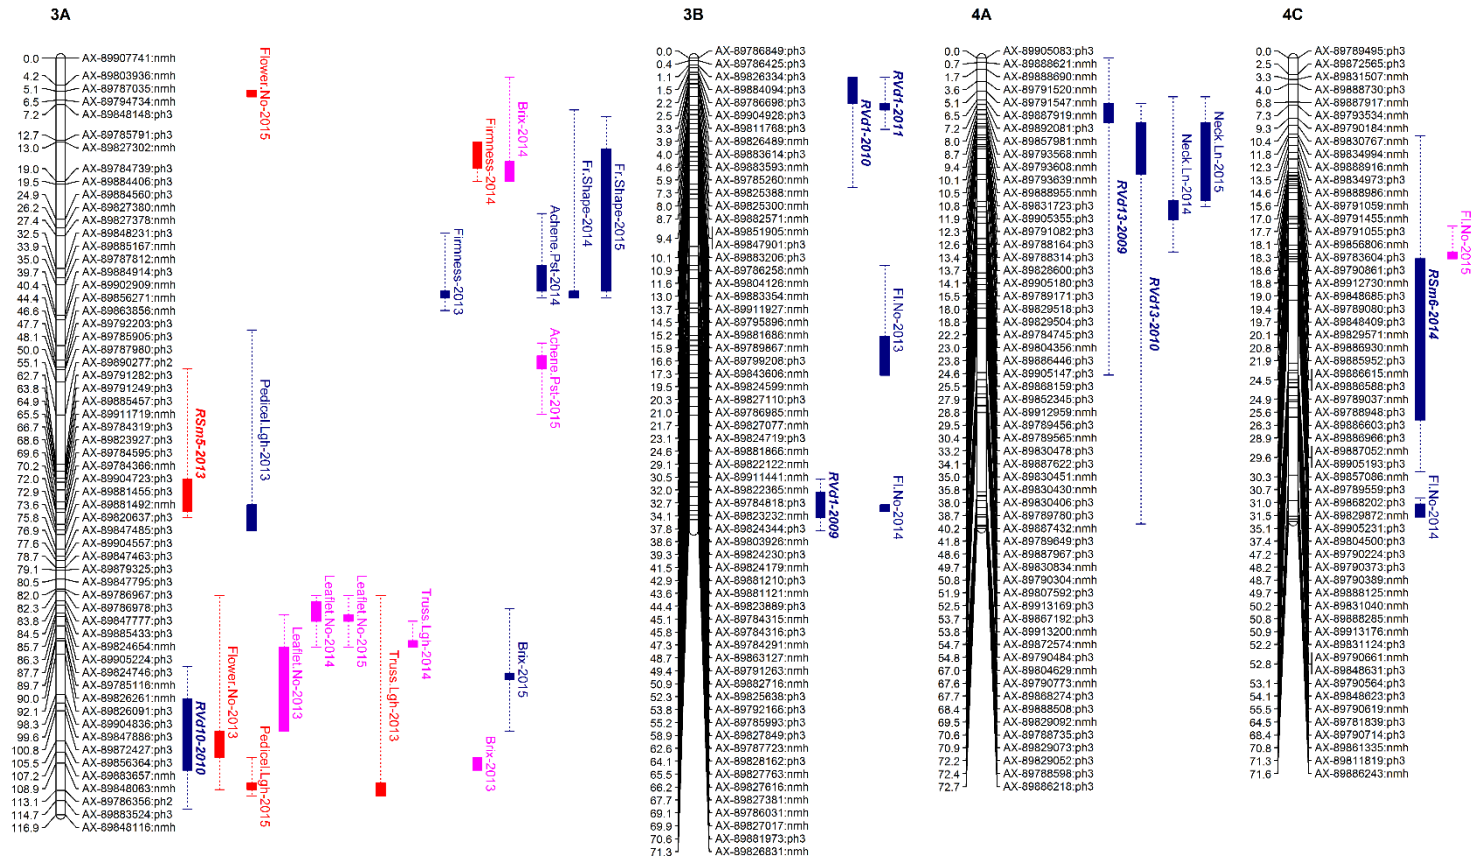 3A
0.0 AX-89907741:nmh
4.2 AX-89803936:nmh
5.1 AX-89787035:nmh
6.5 AX-89794734:nmh
7.2 AX-89848148:ph3
12.7 AX-89785791:ph3
13.0 AX-89827302:nmh
19.0 AX-89784739:ph3
19.5 AX-89884406:ph3
24.9 AX-89884560:ph3
26.2 AX-89827380:nmh
27.4 AX-89827378:nmh
32.5 AX-89848231:ph3
33.9 AX-89885167:nmh
35.0 AX-89787812:nmh
39.7 AX-89884914:ph3
40.4 AX-89902909:nmh
44.4 AX-89856271:nmh
46.6 AX-89863856:nmh
47.7 AX-89792203:ph3
48.1 AX-89785905:ph3
50.0 AX-89787980:ph3
55.1 AX-89890277:ph2
62.7 AX-89791282:ph3
63.8 AX-89791249:ph3
64.9 AX-89885457:ph3
65.5 AX-89911719:nmh
66.7 AX-89784319:ph3
68.6 AX-89823927:ph3
69.6 AX-89784595:ph3
70.2 AX-89784366:nmh
72.0 AX-89904723:ph3
72.9 AX-89881455:ph3
73.6 AX-89881492:nmh
75.8 AX-89820637:ph3
76.9 AX-89847485:ph3
77.6 AX-89904557:ph3
78.7 AX-89847463:ph3
79.1 AX-89879325:ph3
80.5 AX-89847795:ph3
82.0 AX-89786967:ph3
82.3 AX-89786978:ph3
83.8 AX-89847777:ph3
84.5 AX-89885433:ph3
85.7 AX-89824654:nmh
86.3 AX-89905224:ph3
87.7 AX-89824746:ph3
89.7 AX-89785116:nmh
90.0 AX-89826261:nmh
92.1 AX-89826091:ph3
98.3 AX-89904836:ph3
99.6 AX-89847886:ph3
100.8 AX-89872427:ph3
105.5 AX-89856364:ph3
107.2 AX-89883657:nmh
108.9 AX-89848063:nmh
113.1 AX-89786356:ph2
114.7 AX-89883524:ph3
116.9 AX-89848116:nmh
RSm5-2013
RVd10-2010
Flower.No-2013
Flower.No-2015
Pedicel.Lgh-2013
Pedicel.Lgh-2015
Leaflet.No-2013
Leaflet.No-2014
Leaflet.No-2015
Truss.Lgh-2013
Truss.Lgh-2014
Firmness-2013
Firmness-2014
Brix-2013
Brix-2014
Brix-2015
Achene.Pst-2014
Achene.Pst-2015
Fr.Shape-2014
Fr.Shape-2015
3B
0.0 AX-89786849:ph3
0.4 AX-89786425:ph3
1.1 AX-89826334:ph3
1.5 AX-89884094:ph3
2.2 AX-89786698:ph3
2.5 AX-89904928:ph3
3.3 AX-89811768:ph3
3.9 AX-89826489:nmh
4.0 AX-89883614:ph3
4.6 AX-89883593:ph3
5.9 AX-89785260:ph3
7.3 AX-89825388:nmh
8.0 AX-89825300:nmh
8.7 AX-89882571:nmh
AX-89851905:nmh
9.4 AX-89847901:ph3
10.1 AX-89883206:ph3
10.9 AX-89786258:nmh
11.6 AX-89804126:nmh
13.0 AX-89883354:nmh
13.7 AX-89911927:nmh
14.5 AX-89795896:nmh
15.2 AX-89881686:nmh
15.9 AX-89789867:nmh
16.6 AX-89799208:ph3
17.3 AX-89843606:nmh
19.5 AX-89824599:nmh
20.3 AX-89827110:ph3
21.0 AX-89786985:nmh
21.7 AX-89827077:nmh
23.1 AX-89824719:ph3
24.6 AX-89881866:nmh
29.1 AX-89822122:nmh
30.5 AX-89911441:nmh
32.0 AX-89822365:nmh
32.7 AX-89784818:ph3
34.1 AX-89823232:nmh
37.8 AX-89824344:ph3
38.6 AX-89803926:nmh
39.3 AX-89824230:nmh
41.5 AX-89824179:nmh
42.9 AX-89881210:ph3
43.6 AX-89881121:nmh
44.4 AX-89823889:ph3
45.1 AX-89784315:nmh
45.8 AX-89784316:ph3
47.2 AX-89784291:ph3
48.7 AX-89863127:nmh
49.4 AX-89791263:nmh
50.9 AX-89882716:nmh
52.3 AX-89825638:ph3
53.8 AX-89792166:ph3
55.2 AX-89785993:ph3
58.9 AX-89827849:ph3
62.6 AX-89787723:nmh
64.1 AX-89828162:ph3
65.5 AX-89827763:nmh
66.2 AX-89827616:nmh
67.7 AX-89827381:nmh
69.1 AX-89786031:nmh
69.9 AX-89827017:nmh
70.6 AX-89881973:ph3
71.3 AX-89826831:nmh
RVd1-2009
RVd1-2010
RVd1-2011
Fl.No-2013
Fl.No-2014
4A
0.0 AX-89905083:ph3
0.7 AX-89888621:nmh
1.7 AX-89888690:nmh
3.6 AX-89791520:nmh
5.1 AX-89791547:nmh
6.5 AX-89887919:nmh
7.2 AX-89892081:ph3
8.0 AX-89857981:nmh
8.7 AX-89793568:nmh
9.4 AX-89793608:nmh
10.1 AX-89793639:nmh
10.5 AX-89888955:nmh
10.8 AX-89831723:ph3
11.9 AX-89905355:nmh
12.3 AX-89791082:ph3
12.6 AX-89788164:ph3
13.4 AX-89788314:ph3
13.7 AX-89828600:nmh
14.1 AX-89905180:ph3
15.5 AX-89789171:nmh
18.0 AX-89829518:ph3
18.8 AX-89829504:ph3
22.2 AX-89784745:ph3
23.0 AX-89804356:nmh
23.8 AX-89886446:ph3
24.6 AX-89905147:ph3
25.5 AX-89868159:ph3
27.9 AX-89852345:ph3
28.8 AX-89912959:nmh
29.5 AX-89789456:ph3
30.4 AX-89789565:nmh
33.2 AX-89830478:ph3
34.1 AX-89887622:ph3
35.0 AX-89830451:nmh
35.8 AX-89830430:nmh
38.0 AX-89830406:ph3
38.7 AX-89789780:ph3
40.2 AX-89887432:nmh
41.8 AX-89789649:ph3
48.6 AX-89887967:ph3
49.7 AX-89830834:nmh
50.8 AX-89790304:nmh
51.9 AX-89807592:ph3
52.5 AX-89913169:ph3
53.7 AX-89867192:ph3
53.8 AX-89913200:nmh
54.7 AX-89872574:nmh
54.8 AX-89790484:ph3
67.0 AX-89804629:nmh
67.6 AX-89790773:nmh
67.7 AX-89868274:ph3
68.4 AX-89888508:ph3
69.5 AX-89829092:nmh
70.6 AX-89788735:ph3
70.9 AX-89829073:ph3
72.2 AX-89829052:ph3
72.4 AX-89788598:ph3
72.7 AX-89886218:ph3
RVd13-2009
RVd13-2010
Neck.Ln-2014
Neck.Ln-2015
4C
0.0 AX-89789495:ph3
2.5 AX-89872565:ph3
3.3 AX-89831507:nmh
4.0 AX-89888730:ph3
6.8 AX-89887917:nmh
7.2 AX-89793534:nmh
9.3 AX-89790184:nmh
10.4 AX-89830767:nmh
11.8 AX-89834994:ph3
12.8 AX-89888916:nmh
13.5 AX-89834973:ph3
14.6 AX-89888986:ph3
15.6 AX-89791059:nmh
17.0 AX-89791455:nmh
17.7 AX-89791055:nmh
18.1 AX-89856806:nmh
18.3 AX-89783604:ph3
18.6 AX-89790861:ph3
18.8 AX-89912730:nmh
19.0 AX-89848685:ph3
19.4 AX-89789080:ph3
19.7 AX-89848409:ph3
20.1 AX-89829571:nmh
20.8 AX-89886930:nmh
21.9 AX-89885952:ph3
AX-89886615:ph3
24.5 AX-89886588:ph3
24.9 AX-89789037:ph3
25.6 AX-89788948:ph3
26.3 AX-89886603:ph3
28.9 AX-89886966:ph3
AX-89887052:nmh
29.6 AX-89905193:ph3
30.3 AX-89857086:nmh
30.7 AX-89789559:ph3
31.0 AX-89868202:ph3
31.5 AX-89829872:nmh
35.1 AX-89905231:ph3
37.4 AX-89804500:nmh
47.2 AX-89790224:ph3
48.2 AX-89790373:ph3
48.7 AX-89790389:nmh
49.7 AX-89888125:nmh
50.2 AX-89831040:nmh
50.8 AX-89888285:nmh
50.9 AX-89913176:nmh
52.2 AX-89831124:ph3
AX-89790661:nmh
52.8 AX-89848631:ph3
53.1 AX-89790564:ph3
54.1 AX-89848623:ph3
55.5 AX-89790619:nmh
64.5 AX-89781839:ph3
68.4 AX-89790714:ph3
70.8 AX-89861335:nmh
71.3 AX-89811819:ph3
71.6 AX-89886243:nmh
RSm6-2014
Fl.No-2014
Fl.No-2015